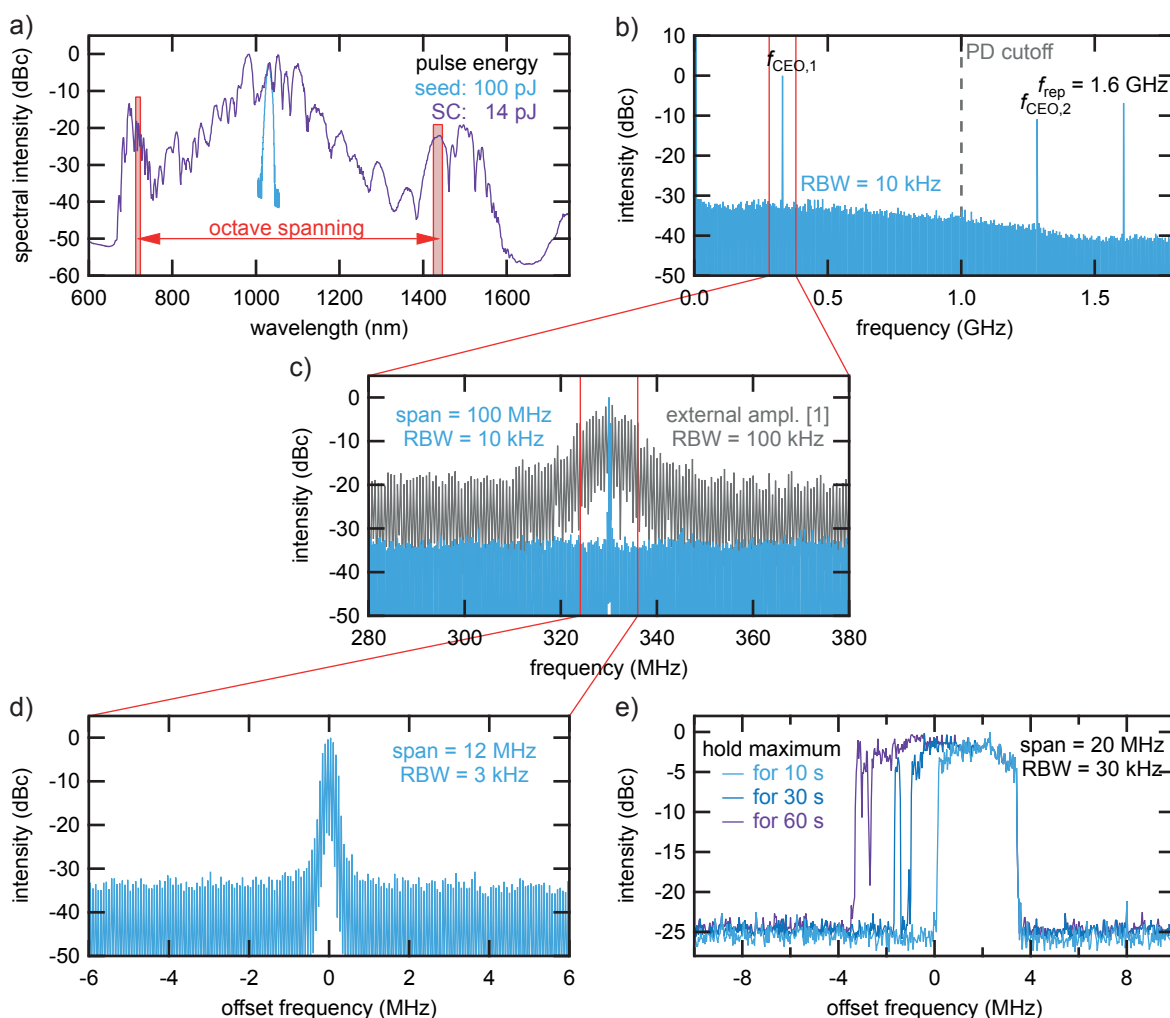 a)
0
-10
-20
-30
-40
-50
-60
spectral intensity (dBc)
pulse energy
seed: 100 pJ
SC: 14 pJ
octave spanning
600 800 1000 1200 1400 1600
wavelength (nm)
b)
10
0
-10
-20
-30
-40
-50
intensity (dBc)
fCEO,1
PD cutoff
frep = 1.6 GHz
fCEO,2
RBW = 10 kHz
0.0 0.5 1.0 1.5
frequency (GHz)
c)
0
-10
-20
-30
-40
-50
intensity (dBc)
span = 100 MHz
RBW = 10 kHz
external ampl. [1]
RBW = 100 kHz
280 300 320 340 360 380
frequency (MHz)
d)
0
-10
-20
-30
-40
-50
intensity (dBc)
span = 12 MHz
RBW = 3 kHz
-6 -4 -2 0 2 4 6
offset frequency (MHz)
e)
0
-5
-10
-15
-20
-25
intensity (dBc)
hold maximum
for 10 s
for 30 s
for 60 s
span = 20 MHz
RBW = 30 kHz
-8 -4 0 4 8
offset frequency (MHz)